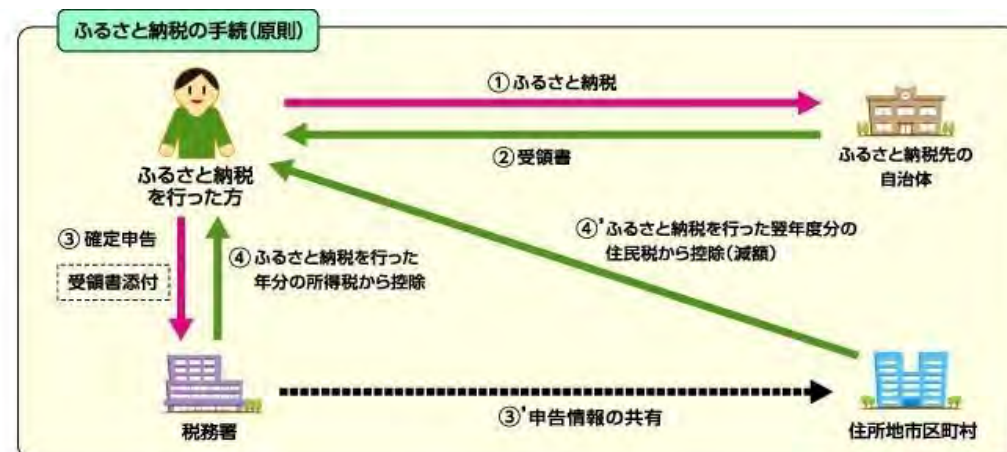 ふるさと納税の手続(原則)
①ふるさと納税
②受領書
ふるさと納税
を行った方
ふるさと納税先の
自治体
③確定申告
受領書添付
④ふるさと納税を行った
年分の所得税から控除
④'ふるさと納税を行った翌年度分の
住民税から控除(減額)
税務署
③'申告情報の共有
住所地市区町村